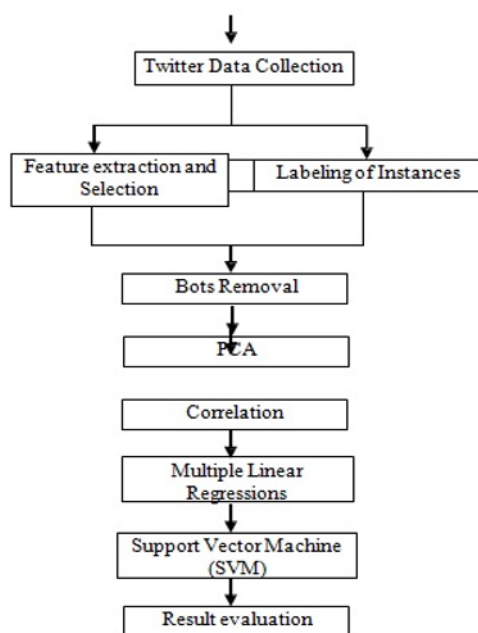 Twitter Data Collection
Feature extraction and
Selection
Labeling of Instances
Bots Removal
PCA
Correlation
Multiple Linear
Regressions
Support Vector Machine
(SVM)
Result evaluation